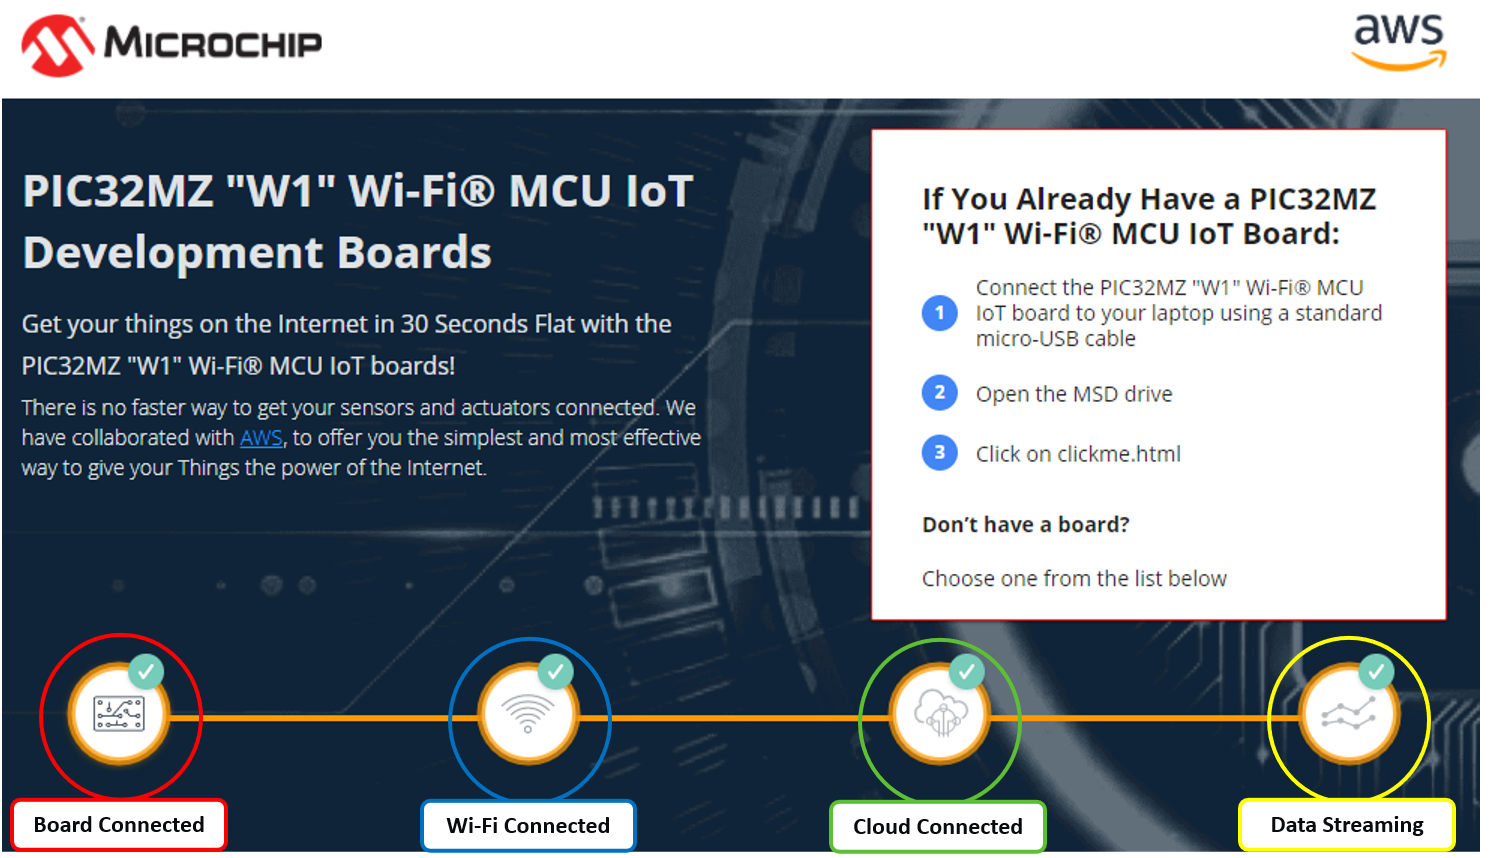 MICROCHIP
aws
PIC32MZ "W1" Wi-Fi® MCU IoT
Development Boards
Get your things on the Internet in 30 Seconds Flat with the
PIC32MZ "W1" Wi-Fi® MCU IoT boards!
There is no faster way to get your sensors and actuators connected. We
have collaborated with AWS, to offer you the simplest and most effective
way to give your Things the power of the Internet.
If You Already Have a PIC32MZ
"W1" Wi-Fi® MCU IoT Board:
1
Connect the PIC32MZ "W1" Wi-Fi® MCU
IoT board to your laptop using a standard
micro-USB cable
2
Open the MSD drive
3
Click on clickme.html
Don’t have a board?
Choose one from the list below
Board Connected
Wi-Fi Connected
Cloud Connected
Data Streaming